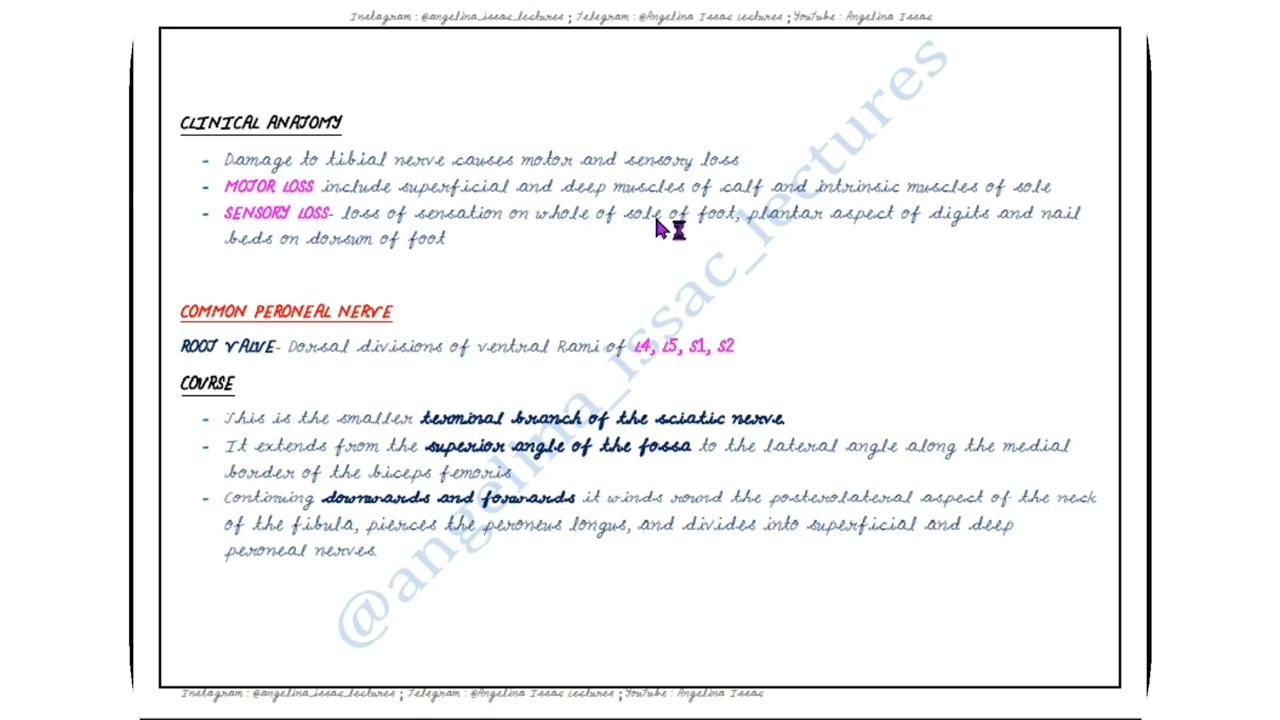 Instagram : @angelina_issac_lectures ; Telegram : @Angelina Issac Lectures ; YouTube : Angelina Issac
CLINICAL ANATOMY
- Damage to tibial nerve causes motor and sensory loss
- MOTOR LOSS include superficial and deep muscles of calf and intrinsic muscles of sole
- SENSORY LOSS- loss of sensation on whole of sole of foot, plantar aspect of digits and nail
beds on dorsum of foot
COMMON PERONEAL NERVE
ROOT VALVE- Dorsal divisions of ventral Rami of L4, L5, S1, S2
COURSE
- This is the smaller terminal branch of the sciatic nerve.
- It extends from the superior angle of the fossa to the lateral angle along the medial
border of the biceps femoris
- Continuing downwards and forwards it winds round the posterolateral aspect of the neck
of the fibula, pierces the peroneus longus, and divides into superficial and deep
peroneal nerves.
@angelina_issac_lectures
Instagram : @angelina_issac_lectures ; Telegram : @Angelina Issac Lectures ; YouTube : Angelina Issac